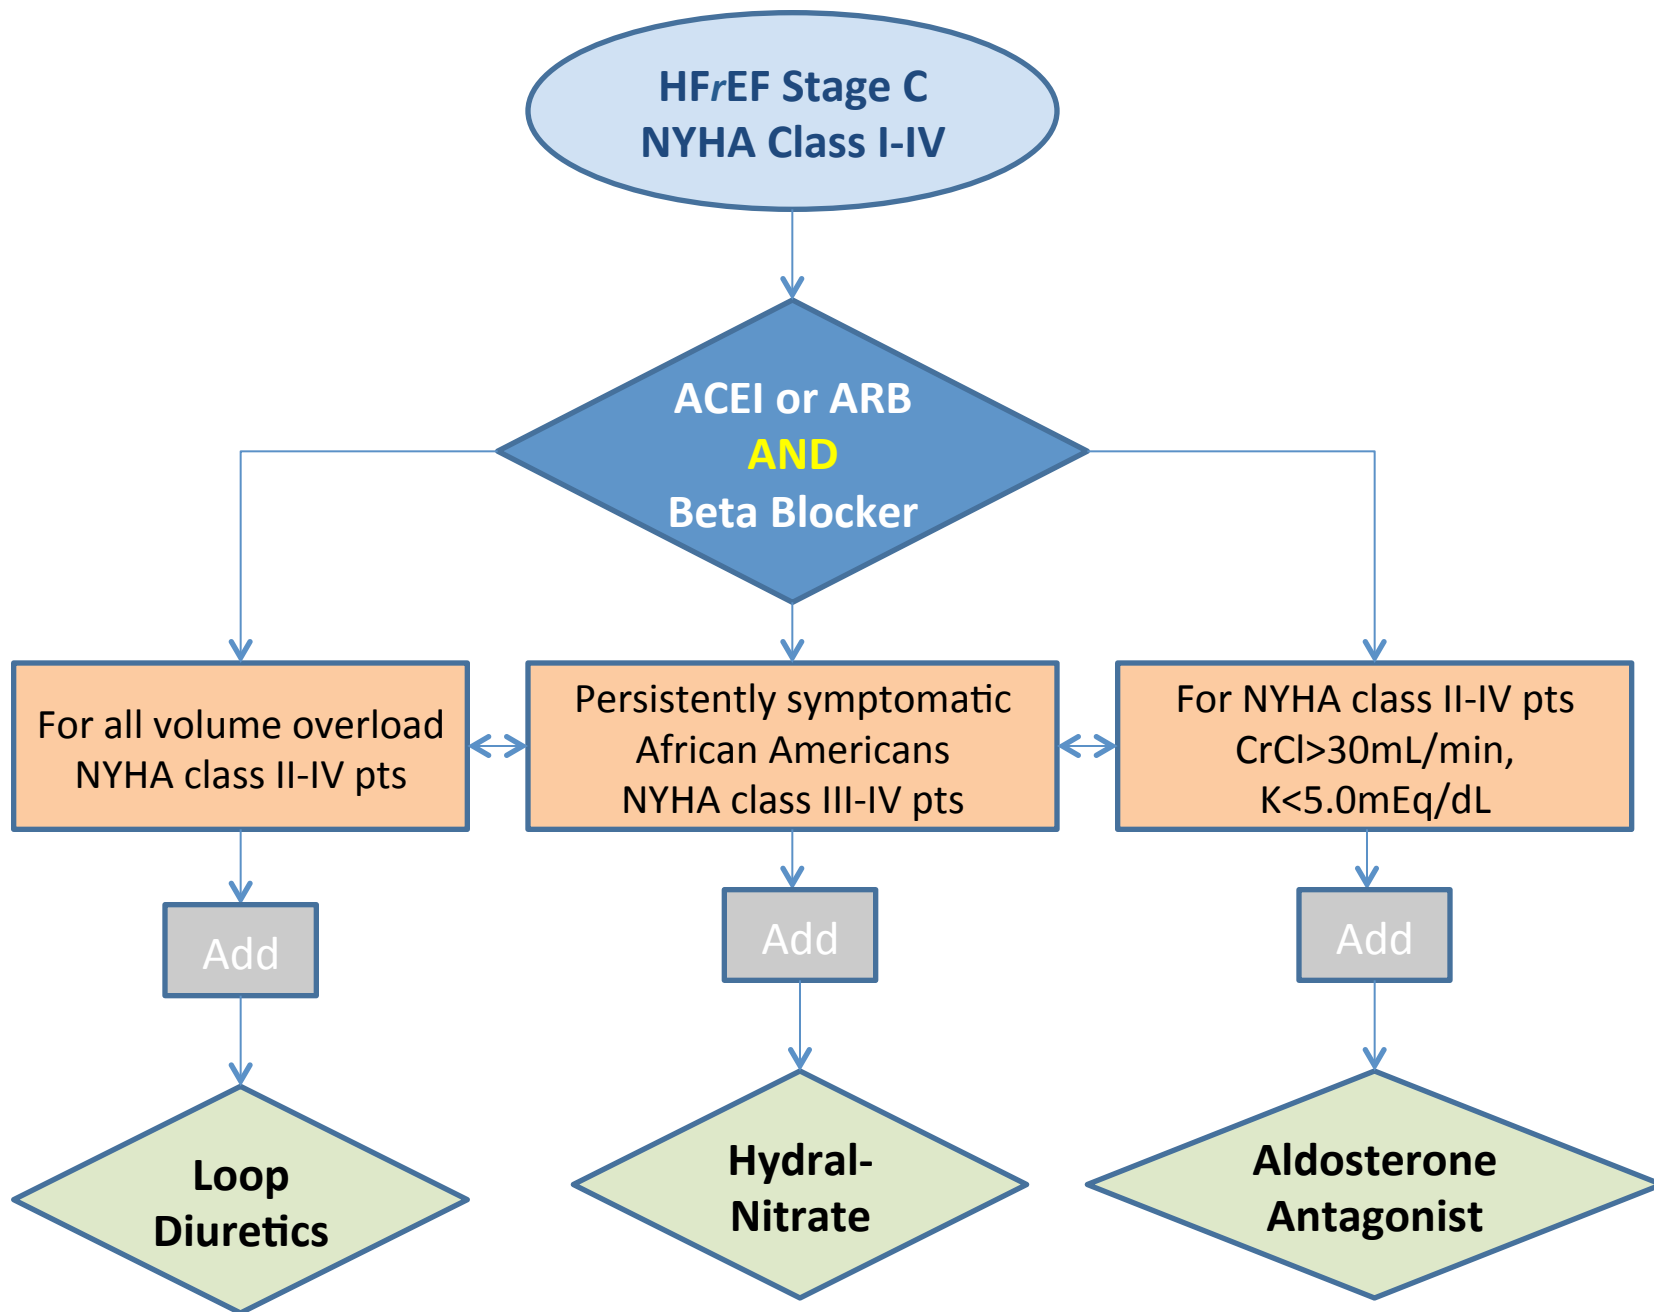 HFrEF Stage C
NYHA Class I-IV
ACEI or ARB
AND
Beta Blocker
For all volume overload
NYHA class II-IV pts
Persistently symptomatic
African Americans
NYHA class III-IV pts
For NYHA class II-IV pts
CrCl>30mL/min,
K<5.0mEq/dL
Add
Add
Add
Loop
Diuretics
Hydral-
Nitrate
Aldosterone
Antagonist